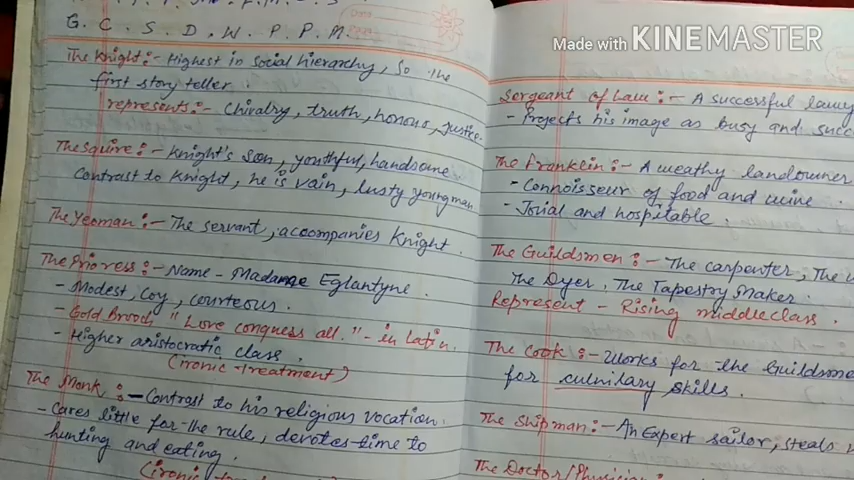 G. C. S. D. W. P. P. M.
The Knight :- Highest in social hierarchy, So the
first story teller.
represents :- Chivalry, truth, honour, justice.
The Squire :- Knight's son, youthful, handsome
contrast to Knight, he is vain, lusty youngman
The Yeoman :- The servant, accompanies Knight.
The Prioress :- Name - Madame Eglantyne.
- Modest, Coy, courteous.
- Gold Brooch, "Love conquers all." - in Latin.
- Higher aristocratic class.
(ironic treatment)
The Monk :- Contrast to his religious vocation.
- Cares little for the rule, devotes time to
hunting and eating.
(ironic
Made with KINEMASTER
Sergeant of Law :- A successful
- Projects his image as busy and
The Franklin :- A weathy landowner
- Connoisseur of food and wine.
- Jovial and hospitable.
The Guildsmen :- The carpenter, The
The Dyer, The Tapestry Maker.
Represent - Rising middle class.
The Cook :- Works for the
for culnilary skills.
The Shipman :- An Expert sailor, steals
The Doctor/